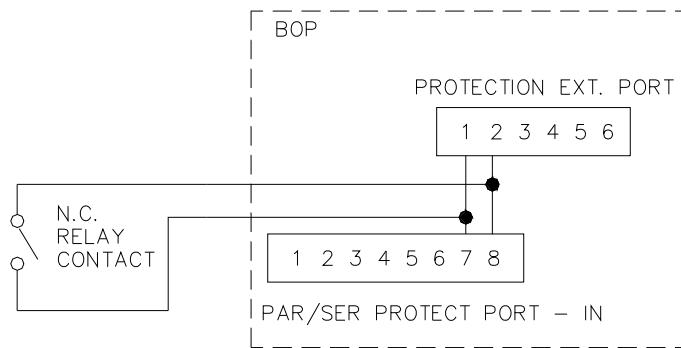 BOP
PROTECTION EXT. PORT
1 2 3 4 5 6
N.C.
RELAY
CONTACT
1 2 3 4 5 6 7 8
PAR/SER PROTECT PORT – IN